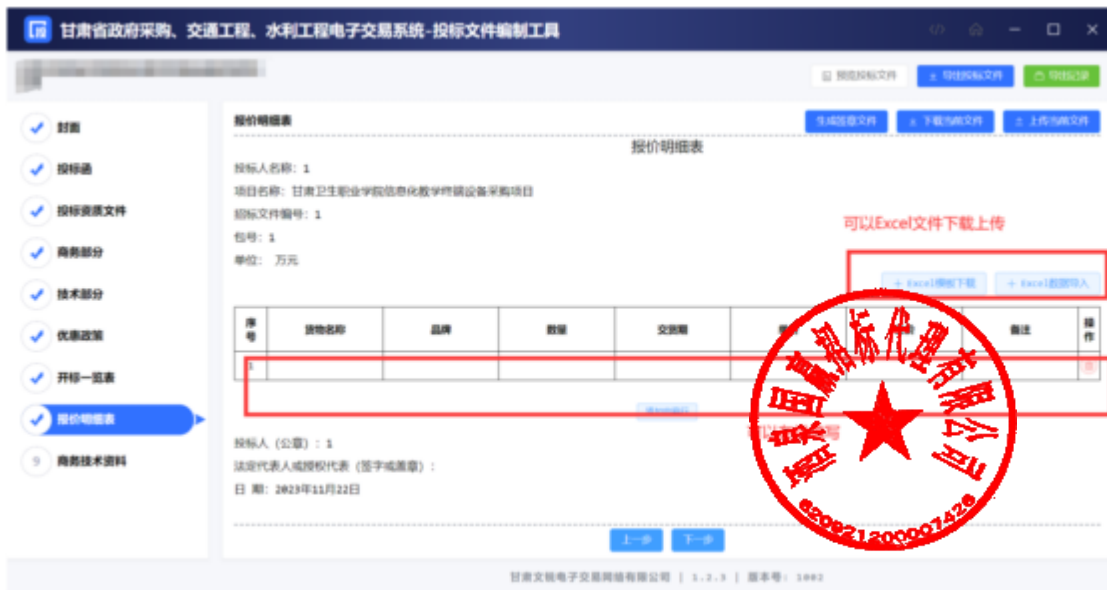 甘肃省政府采购、交通工程、水利工程电子交易系统-投标文件编制工具
预览投标文件 导出投标文件 导出记录
封面
投标函
投标资质文件
商务部分
技术部分
优惠政策
开标一览表
报价明细表
9 商务技术资料
报价明细表 生成签章文件 下载当前文件 上传当前文件
报价明细表
投标人名称: 1
项目名称: 甘肃卫生职业学院信息化教学终端设备采购项目
招标文件编号: 1
包号: 1
单位: 万元
可以Excel文件下载上传
+ Excel模板下载 + Excel数据导入
序号 货物名称 品牌 数量 交货期 备注 操作
1
可以
写
投标人 (公章) : 1
法定代表人或授权代表 (签字或盖章) :
日 期: 2023年11月22日
招标代理有限公司
上一步 下一步
甘肃文锐电子交易网络有限公司 | 1.2.3 | 版本号: 1002